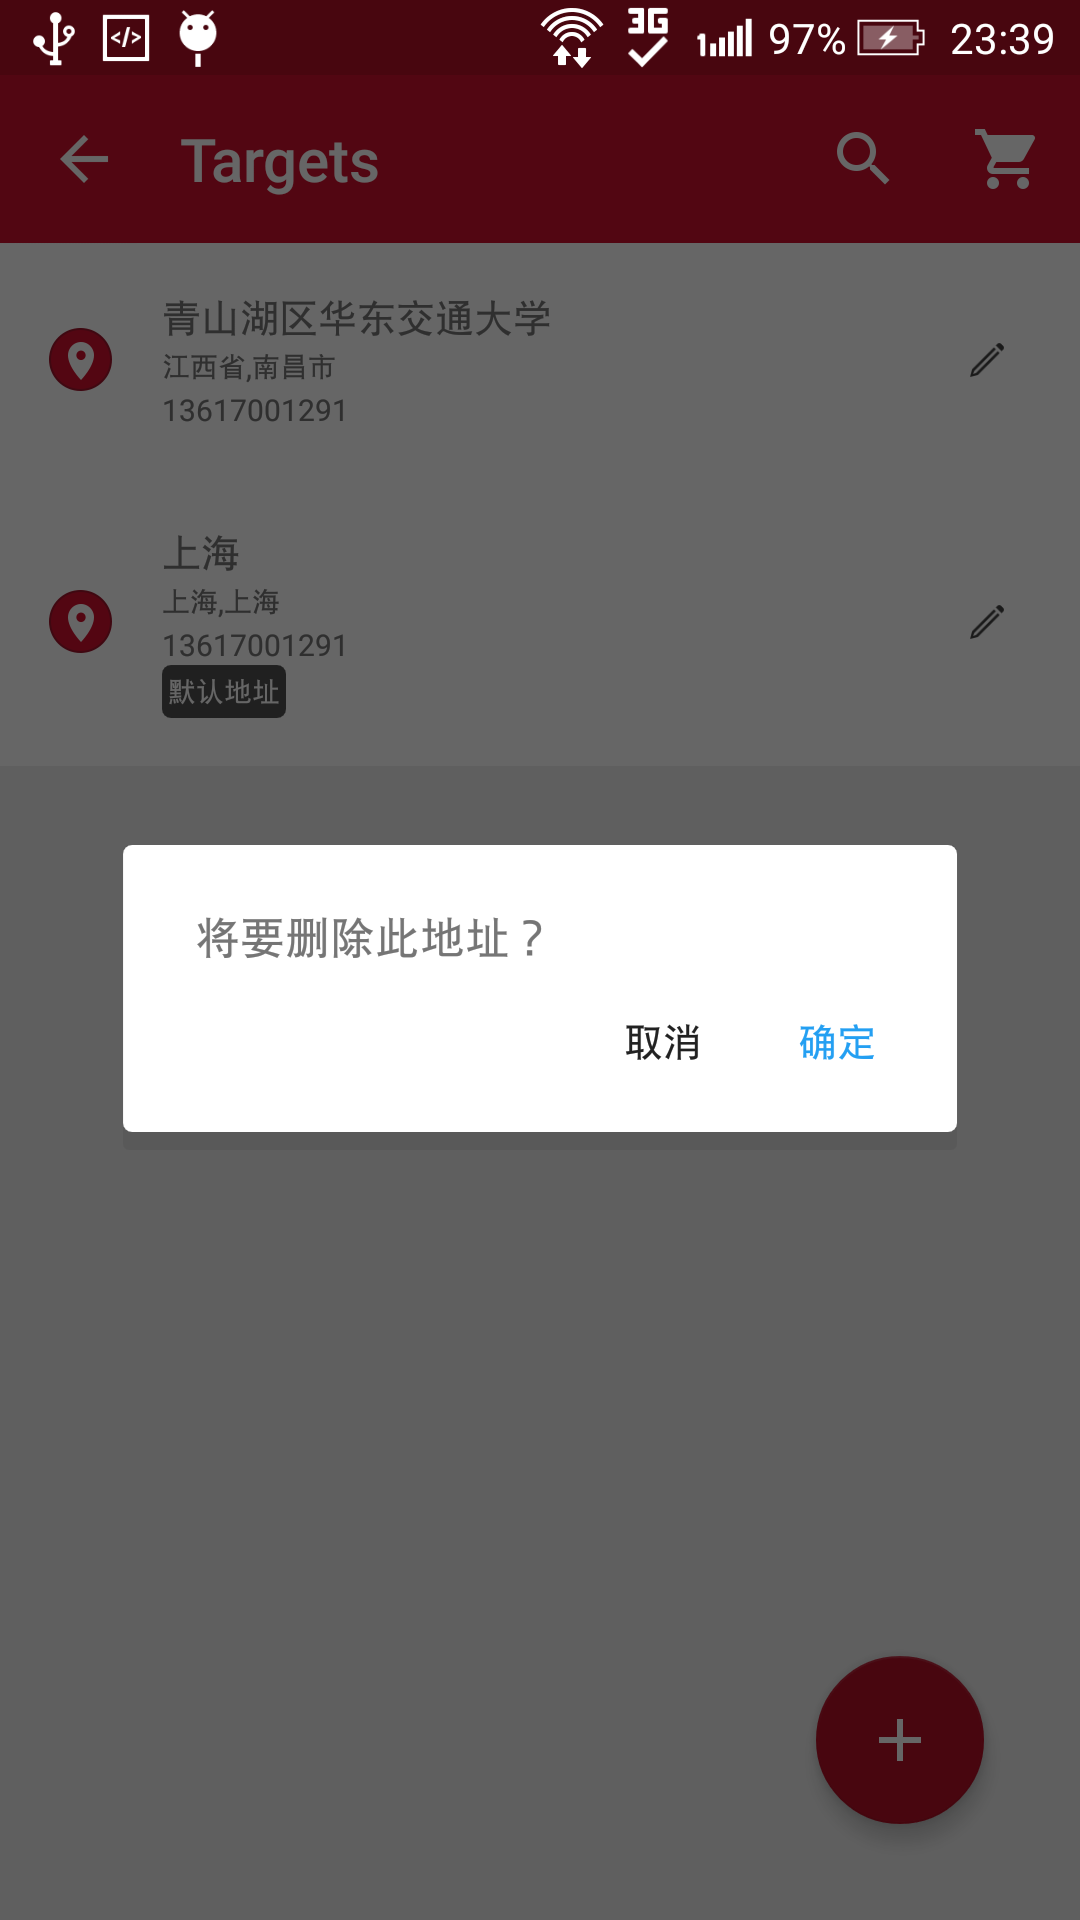 </> 3G 1 97% 23:39
Targets
青山湖区华东交通大学
江西省,南昌市
13617001291
上海
上海,上海
13617001291
默认地址
将要删除此地址？
取消 确定